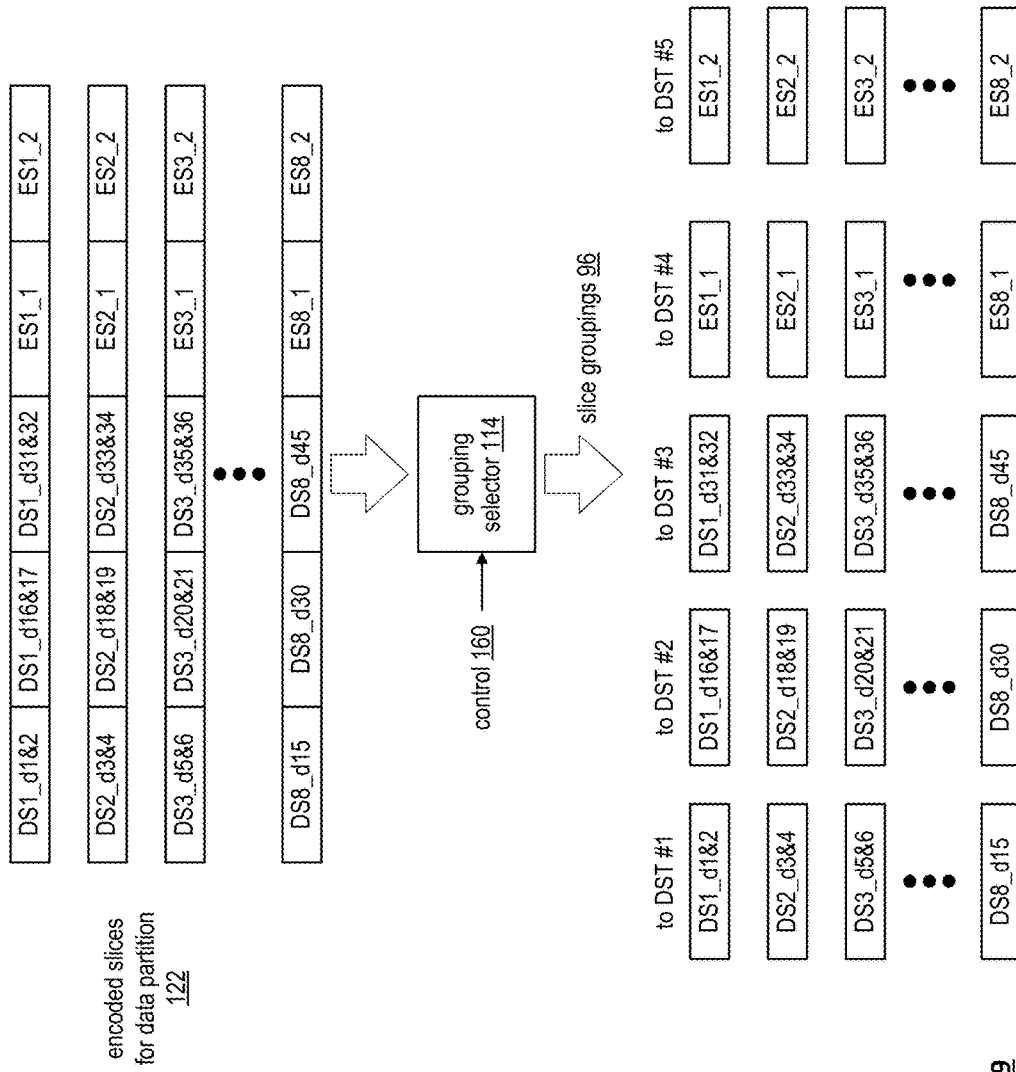 encoded slices
for data partition
122
DS1_d1&2 DS1_d16&17 DS1_d31&32 ES1_1 ES1_2
DS2_d3&4 DS2_d18&19 DS2_d33&34 ES2_1 ES2_2
DS3_d5&6 DS3_d20&21 DS3_d35&36 ES3_1 ES3_2
DS8_d15 DS8_d30 DS8_d45 ES8_1 ES8_2
control 160
grouping
selector 114
slice groupings 96
to DST #1 to DST #2 to DST #3 to DST #4 to DST #5
DS1_d1&2 DS1_d16&17 DS1_d31&32 ES1_1 ES1_2
DS2_d3&4 DS2_d18&19 DS2_d33&34 ES2_1 ES2_2
DS3_d5&6 DS3_d20&21 DS3_d35&36 ES3_1 ES3_2
DS8_d15 DS8_d30 DS8_d45 ES8_1 ES8_2
9